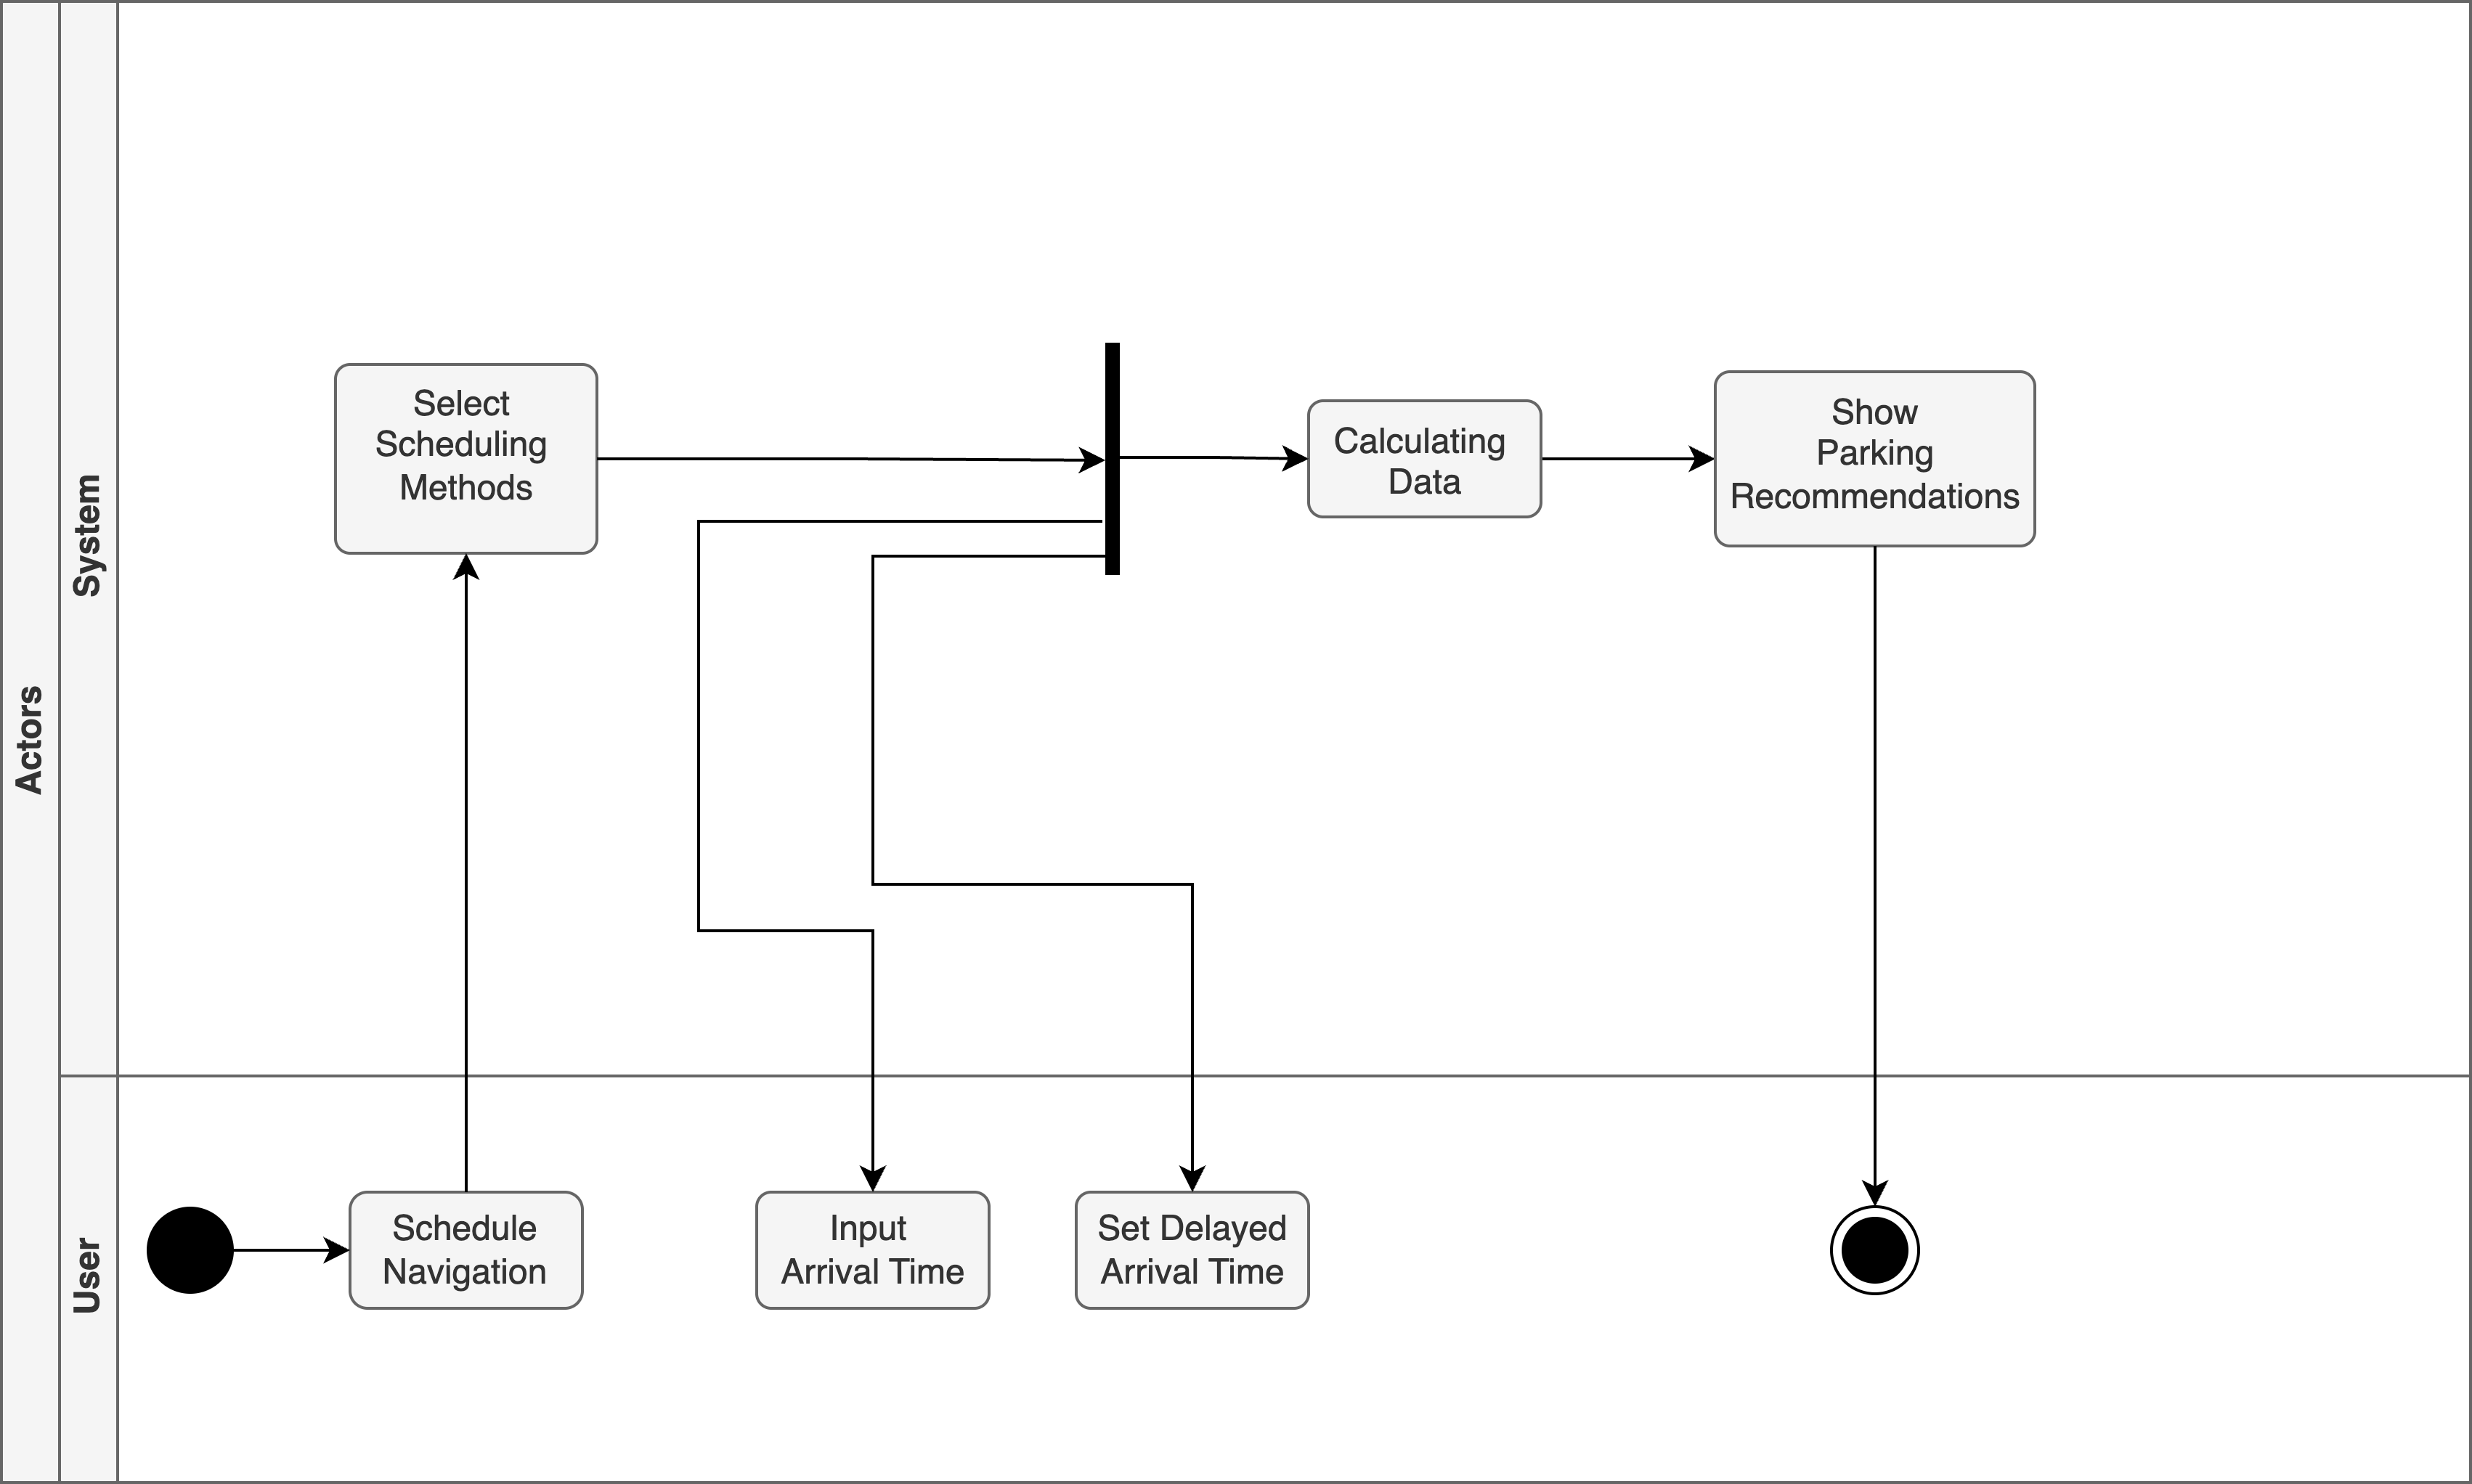 Actors
System
Select
Scheduling
Methods
Calculating
Data
Show
Parking
Recommendations
User
Schedule
Navigation
Input
Arrival Time
Set Delayed
Arrival Time